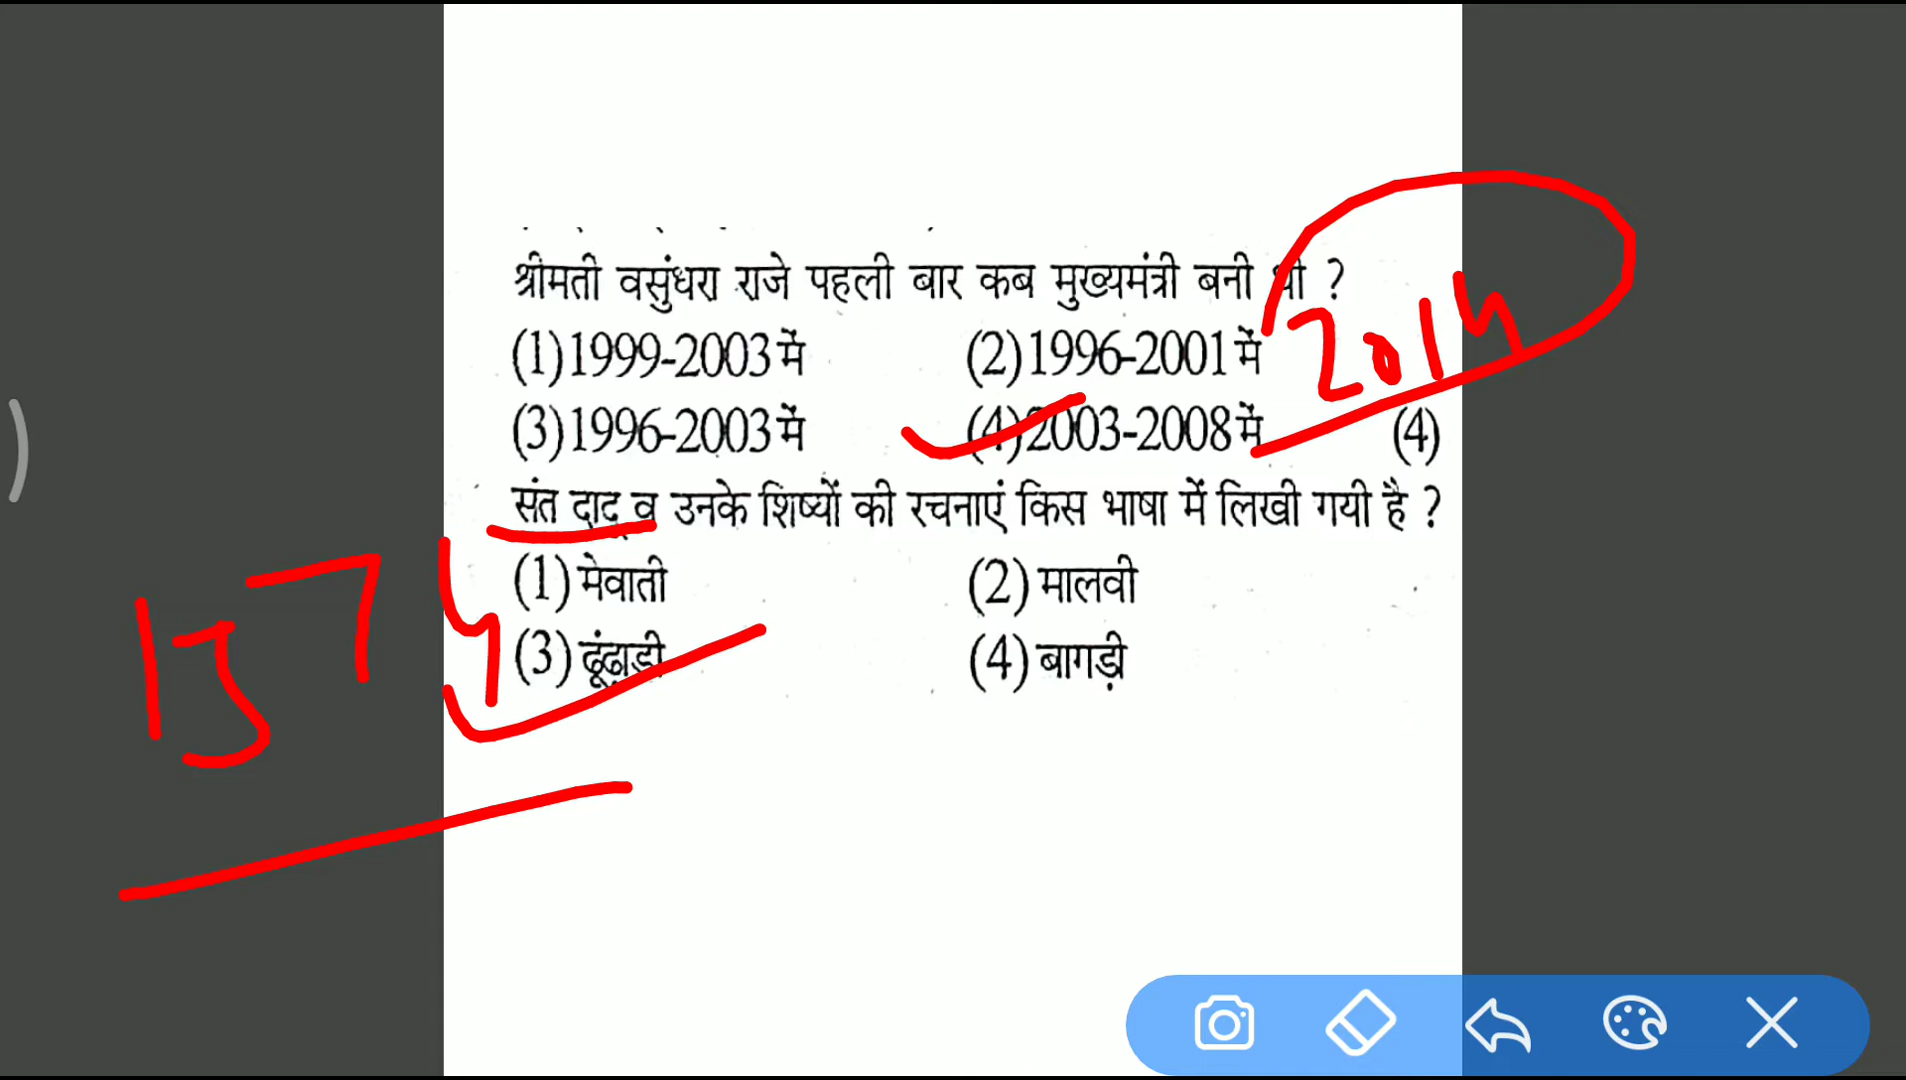 श्रीमती वसुंधरा राजे पहली बार कब मुख्यमंत्री बनी थी ?
(1) 1999-2003 में (2) 1996-2001 में 2014
(3) 1996-2003 में (4) 2003-2008 में (4)
संत दादू व उनके शिष्यों की रचनाएं किस भाषा में लिखी गयी है ?
(1) मेवाती (2) मालवी
(3) ढूंढाड़ी (4) बागड़ी
1574